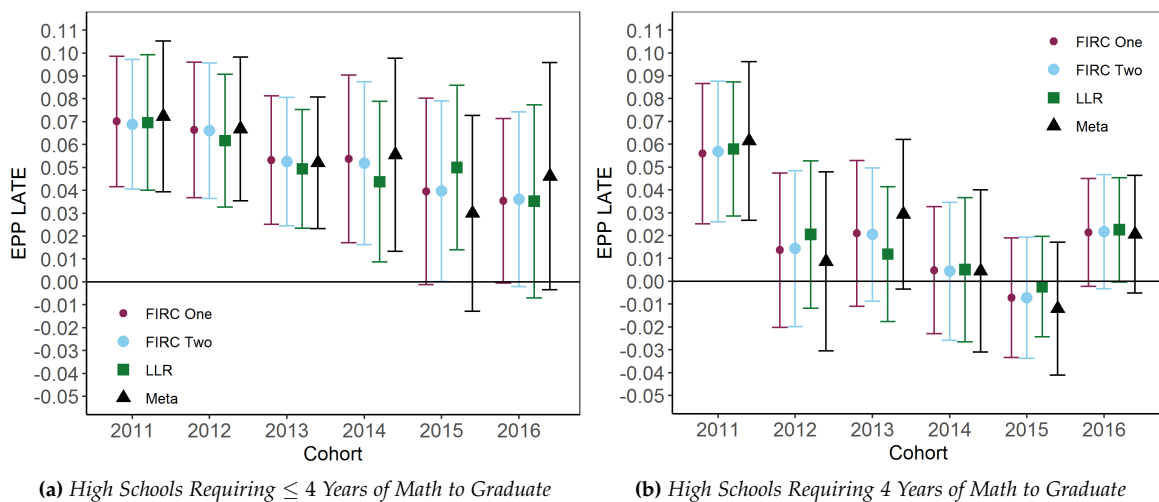 0.11
0.10
0.09
0.08
0.07
0.06
0.05
0.04
0.03
0.02
0.01
0.00
-0.01
-0.02
-0.03
-0.04
-0.05
EPP LATE
FIRC One
FIRC Two
LLR
Meta
2011 2012 2013 2014 2015 2016
Cohort
(a) High Schools Requiring ≤ 4 Years of Math to Graduate
0.11
0.10
0.09
0.08
0.07
0.06
0.05
0.04
0.03
0.02
0.01
0.00
-0.01
-0.02
-0.03
-0.04
-0.05
EPP LATE
FIRC One
FIRC Two
LLR
Meta
2011 2012 2013 2014 2015 2016
Cohort
(b) High Schools Requiring 4 Years of Math to Graduate